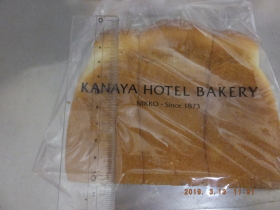 KANAYA HOTEL BAKERY
NIKKO - Since 1873